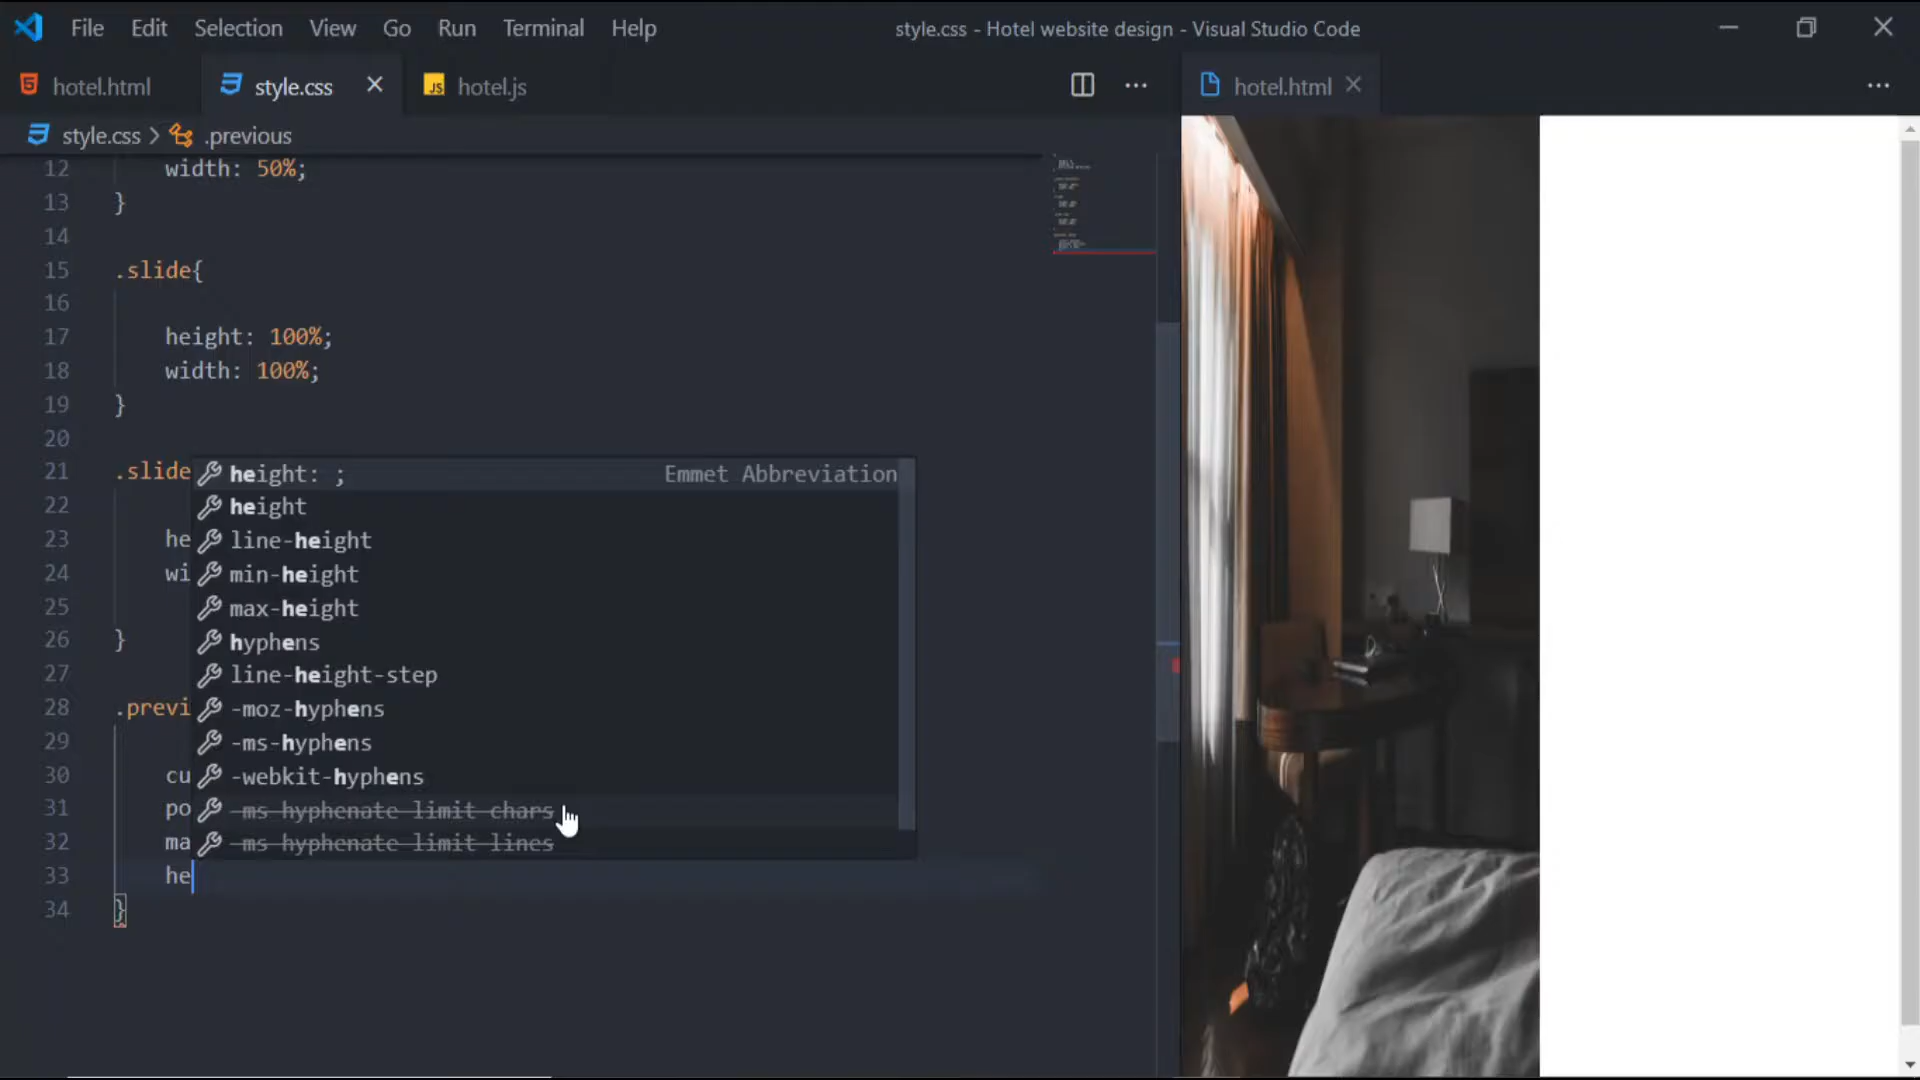 File Edit Selection View Go Run Terminal Help style.css - Hotel website design - Visual Studio Code
hotel.html style.css hotel.js hotel.html
style.css > .previous
12 width: 50%;
13 }
14
15 .slide{
16
17 height: 100%;
18 width: 100%;
19 }
20
21 .slide
22
23 he
24 wi
25
26 }
27
28 .previ
29
30 cu
31 po
32 ma
33 he
34 }
height: ; Emmet Abbreviation
height
line-height
min-height
max-height
hyphens
line-height-step
-moz-hyphens
-ms-hyphens
-webkit-hyphens
-ms-hyphenate-limit-chars
-ms-hyphenate-limit-lines